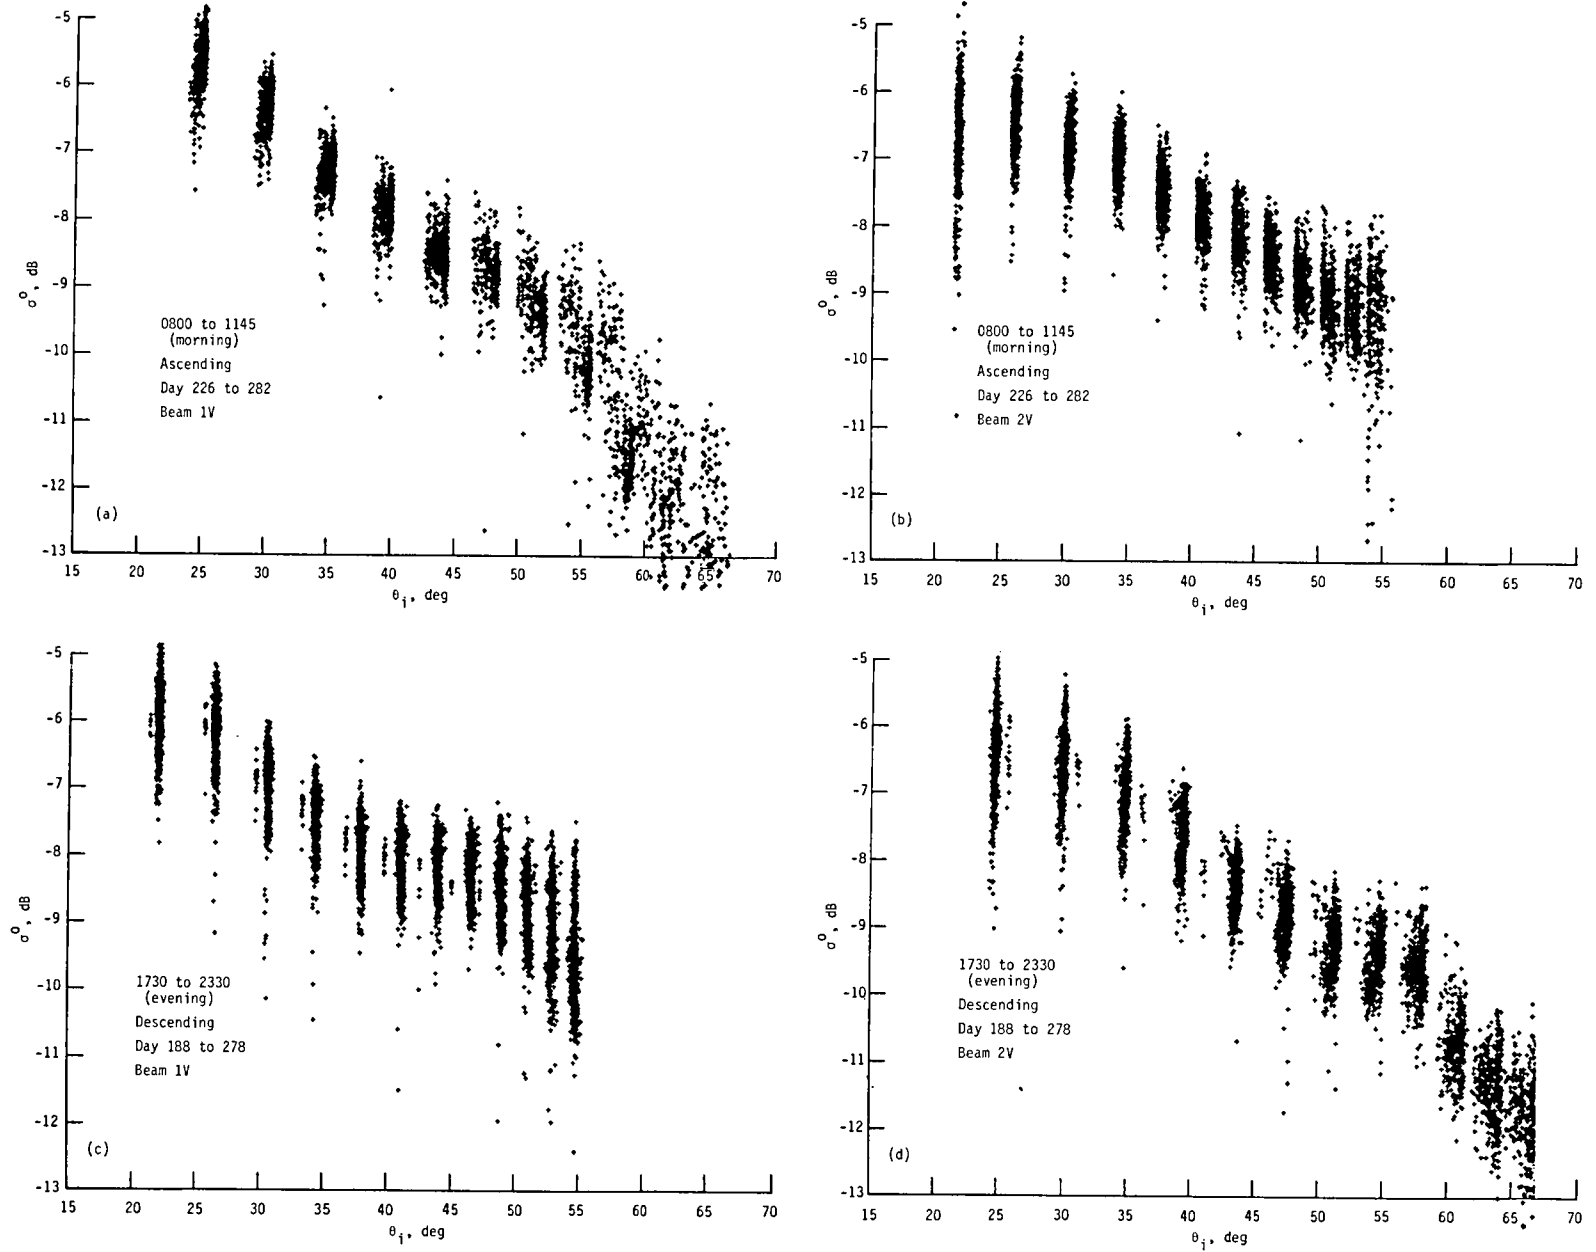 -5
-6
-7
-8
-9
-10
-11
-12
-13
σ°, dB
0800 to 1145
(morning)
Ascending
Day 226 to 282
Beam 1V
(a)
15 20 25 30 35 40 45 50 55 60 65 70
θi, deg
-5
-6
-7
-8
-9
-10
-11
-12
-13
σ°, dB
0800 to 1145
(morning)
Ascending
Day 226 to 282
Beam 2V
(b)
15 20 25 30 35 40 45 50 55 60 65 70
θi, deg
-5
-6
-7
-8
-9
-10
-11
-12
-13
σ°, dB
1730 to 2330
(evening)
Descending
Day 188 to 278
Beam 1V
(c)
15 20 25 30 35 40 45 50 55 60 65 70
θi, deg
-5
-6
-7
-8
-9
-10
-11
-12
-13
σ°, dB
1730 to 2330
(evening)
Descending
Day 188 to 278
Beam 2V
(d)
15 20 25 30 35 40 45 50 55 60 65 70
θi, deg